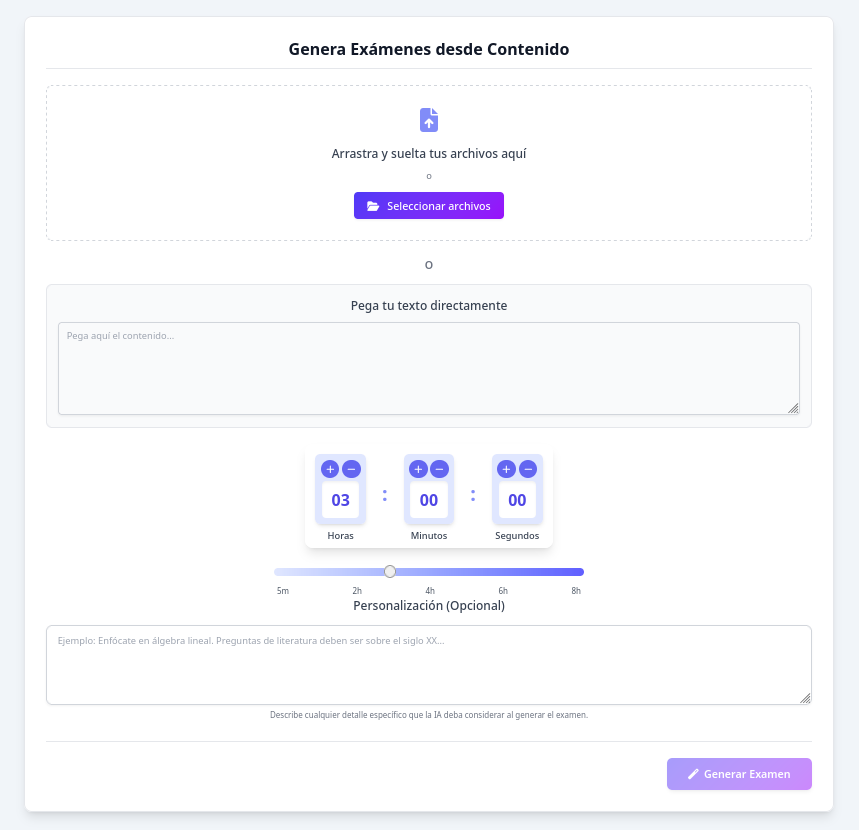 Genera Exámenes desde Contenido
Arrastra y suelta tus archivos aquí
o
Seleccionar archivos
O
Pega tu texto directamente
Pega aquí el contenido...
+ − + − + −
03 : 00 : 00
Horas Minutos Segundos
5m 2h 4h 6h 8h
Personalización (Opcional)
Ejemplo: Enfócate en álgebra lineal. Preguntas de literatura deben ser sobre el siglo XX...
Describe cualquier detalle específico que la IA deba considerar al generar el examen.
Generar Examen